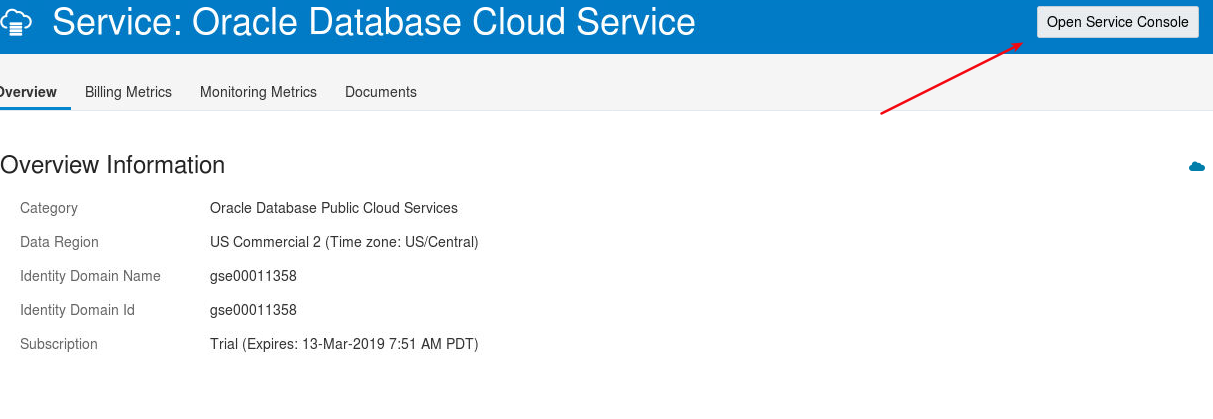 Service: Oracle Database Cloud Service
Open Service Console
Overview Billing Metrics Monitoring Metrics Documents
Overview Information
Category Oracle Database Public Cloud Services
Data Region US Commercial 2 (Time zone: US/Central)
Identity Domain Name gse00011358
Identity Domain Id gse00011358
Subscription Trial (Expires: 13-Mar-2019 7:51 AM PDT)